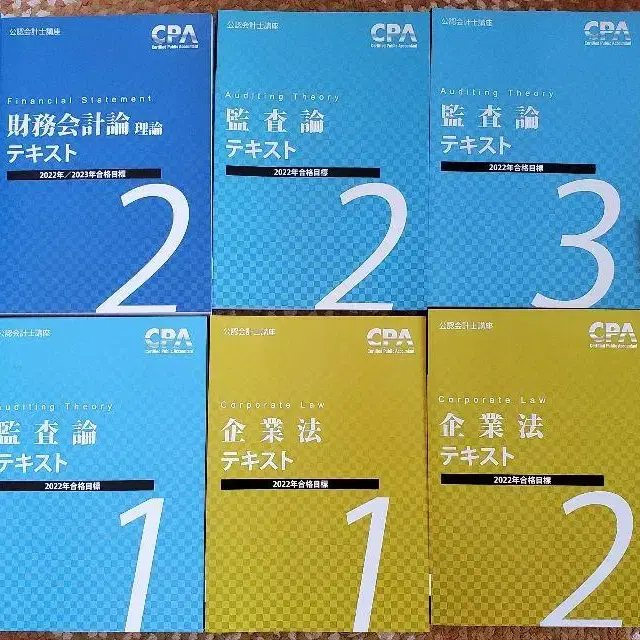 公認会計士講座
CPA
Certified Public Accountant
Financial Statement
財務会計論 理論
テキスト
2022年／2023年合格目標
2
公認会計士講座
CPA
Certified Public Accountant
Auditing Theory
監査論
テキスト
2022年合格目標
2
公認会計士講座
CPA
Certified Public Accountant
Auditing Theory
監査論
テキスト
2022年合格目標
3
公認会計士講座
CPA
Certified Public Accountant
Auditing Theory
監査論
テキスト
2022年合格目標
1
公認会計士講座
CPA
Certified Public Accountant
Corporate Law
企業法
テキスト
2022年合格目標
1
公認会計士講座
CPA
Certified Public Accountant
Corporate Law
企業法
テキスト
2022年合格目標
2